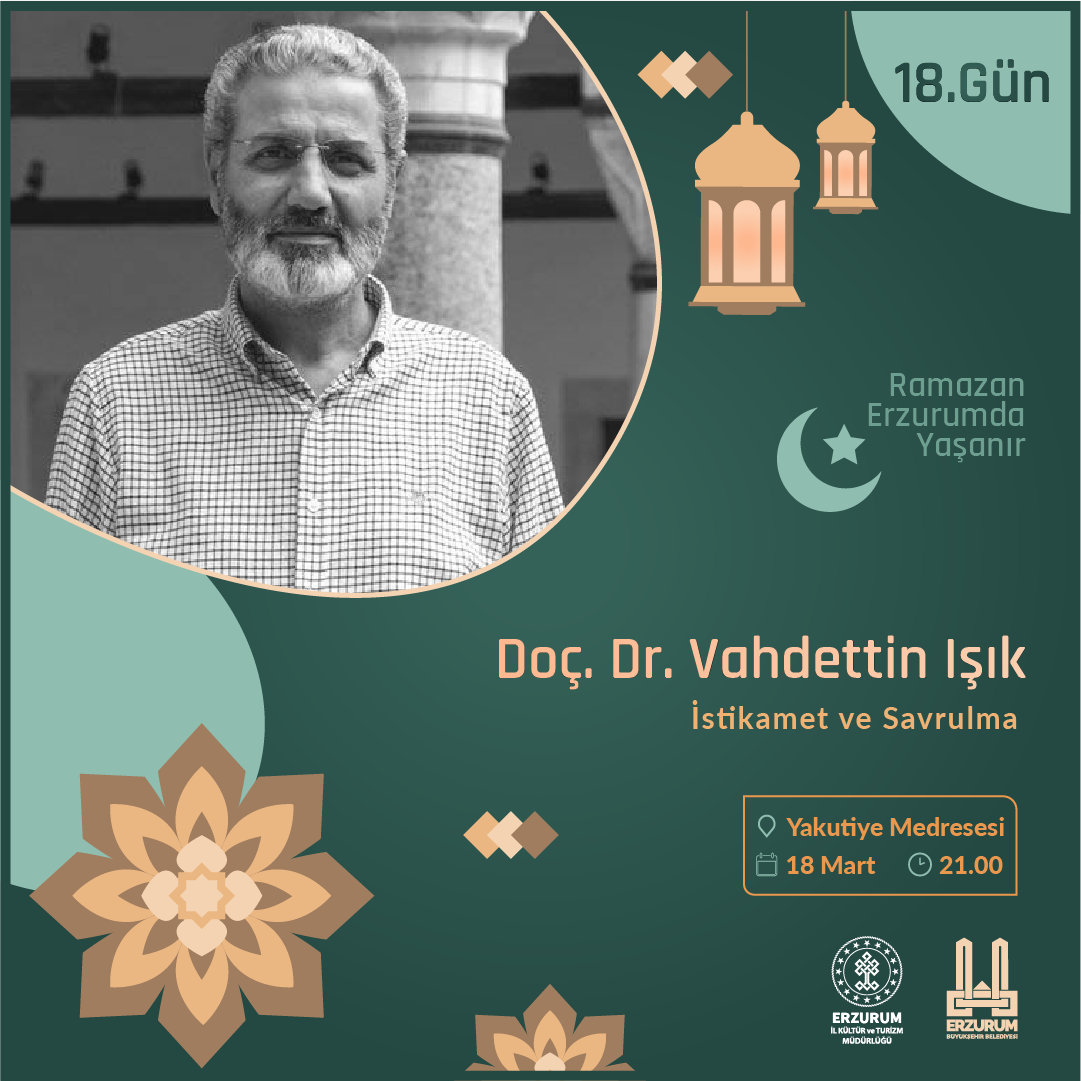 18.Gün
Ramazan
Erzurumda
Yaşanır
Doç. Dr. Vahdettin Işık
İstikamet ve Savrulma
Yakutiye Medresesi
18 Mart 21.00
ERZURUM
İL KÜLTÜR ve TURİZM
MÜDÜRLÜĞÜ
ERZURUM
BÜYÜKŞEHİR BELEDİYESİ